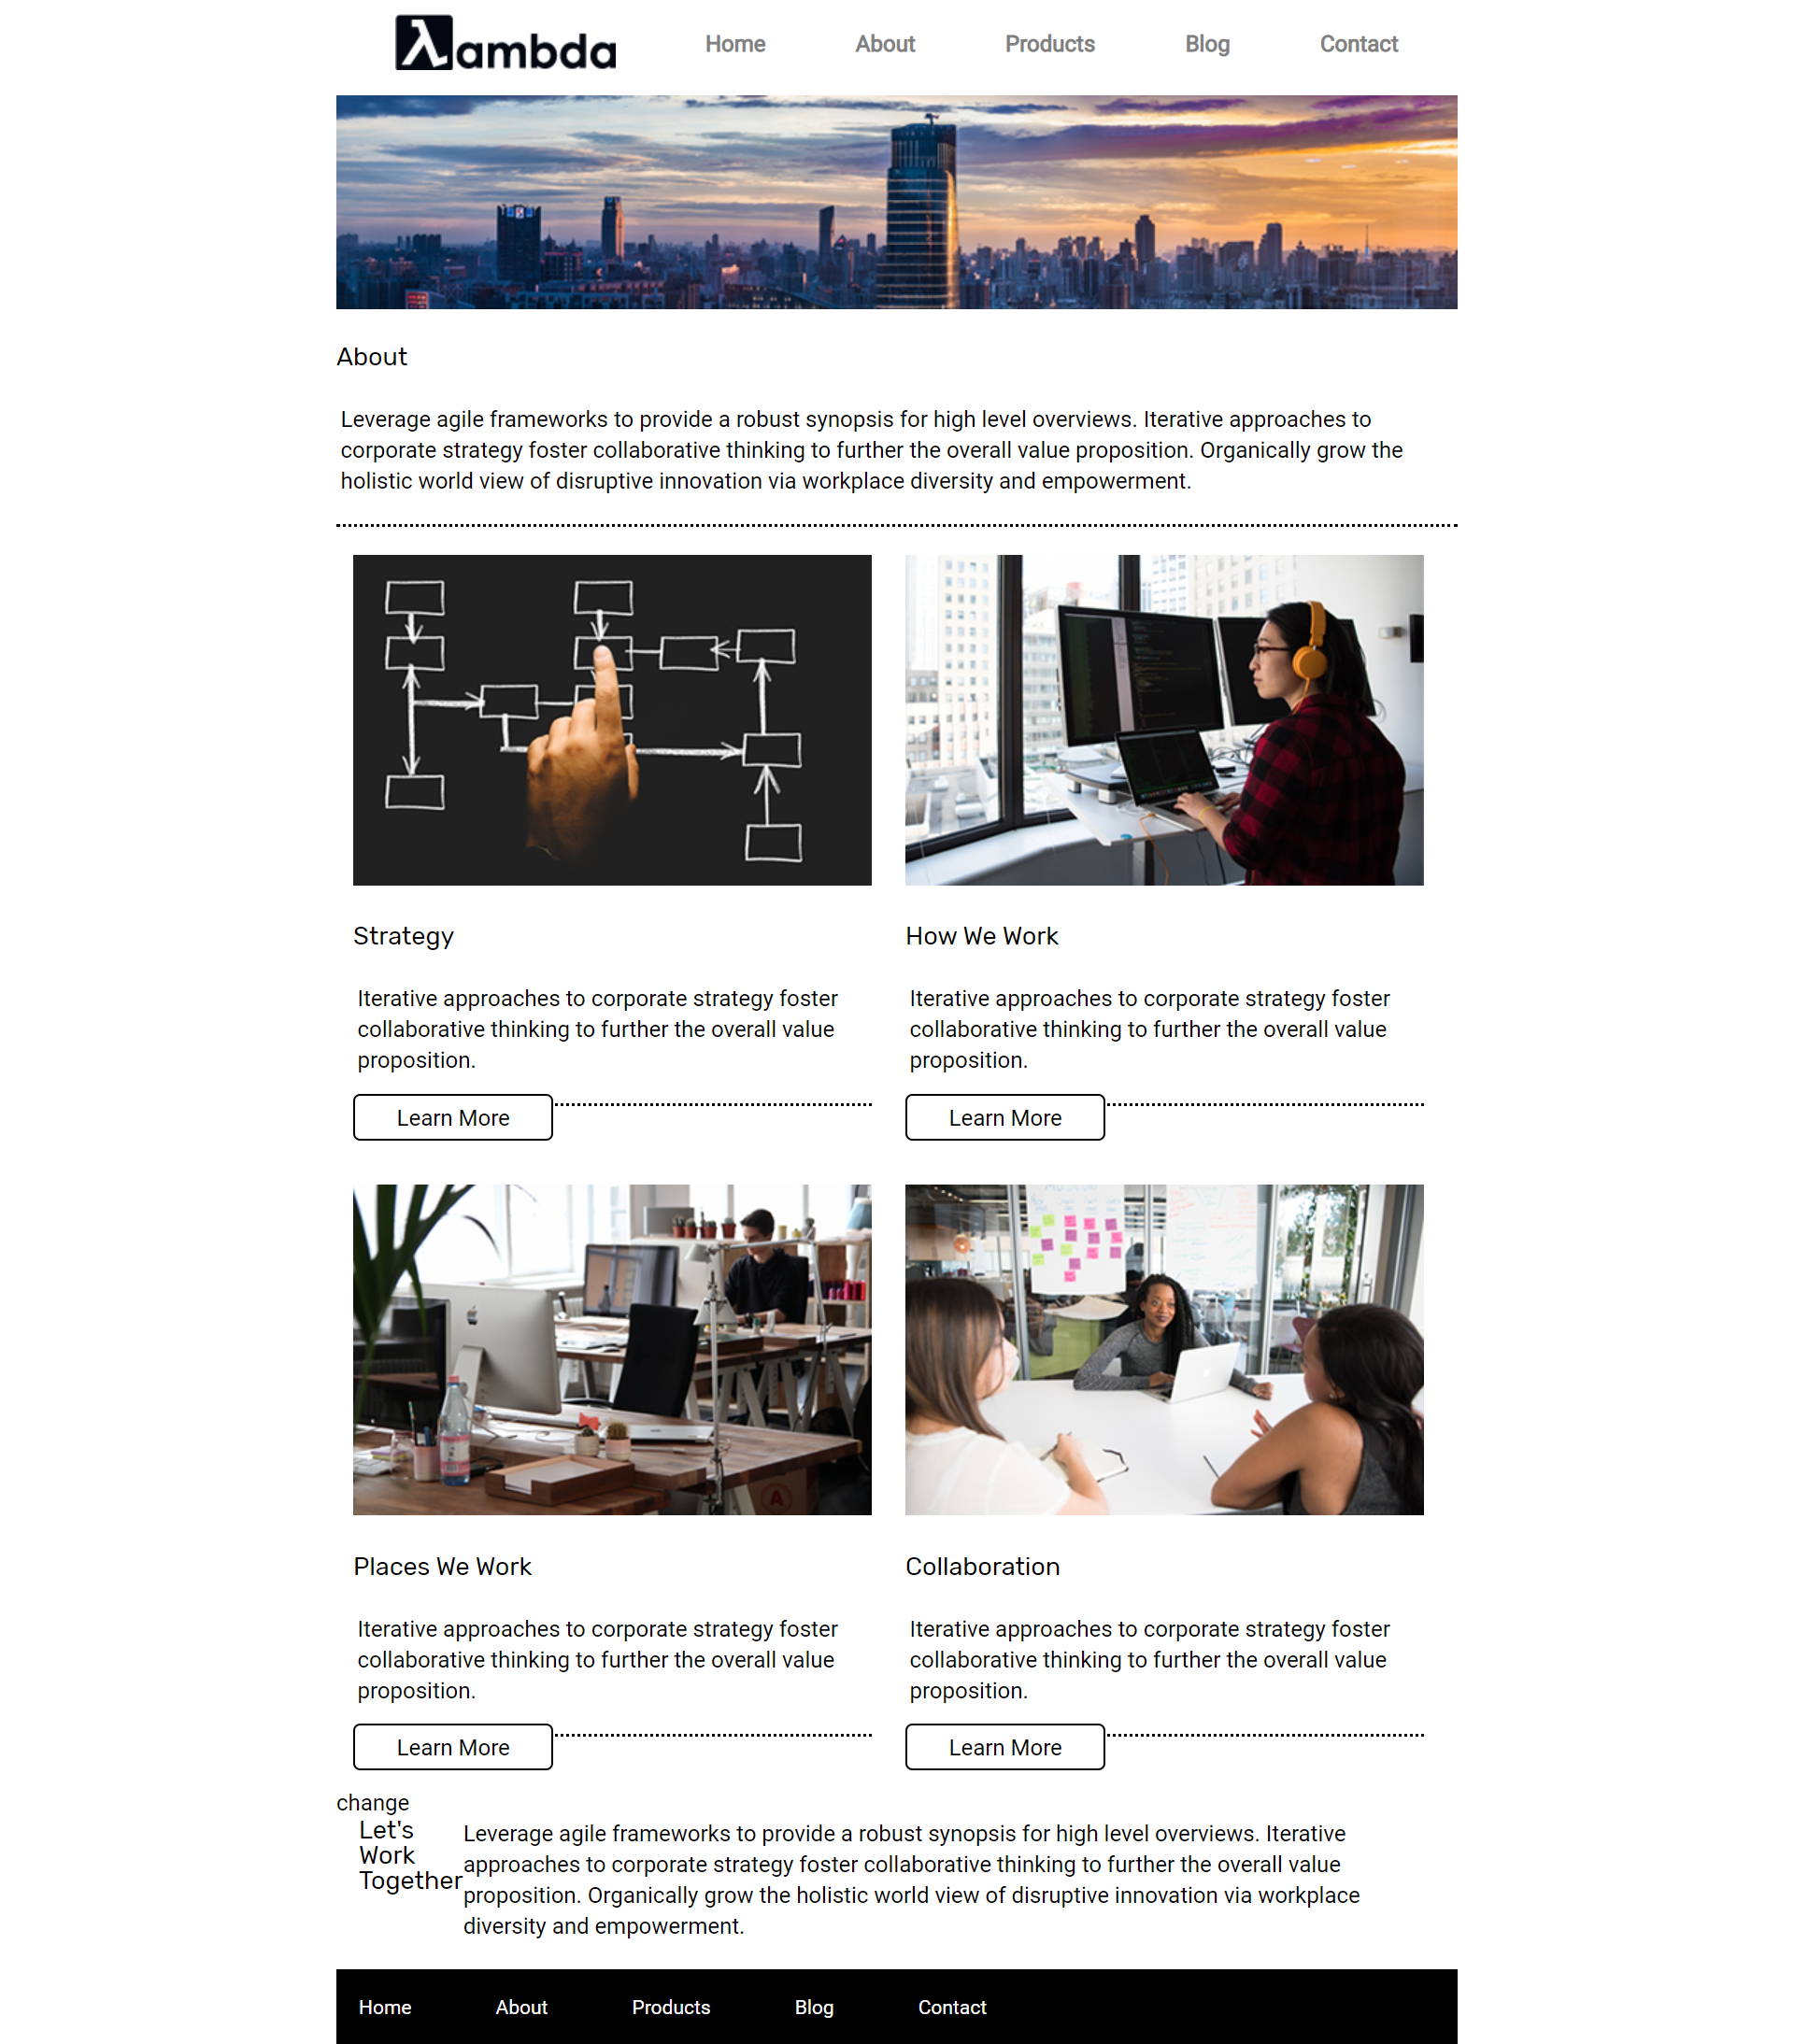 λambda
Home About Products Blog Contact
About
Leverage agile frameworks to provide a robust synopsis for high level overviews. Iterative approaches to
corporate strategy foster collaborative thinking to further the overall value proposition. Organically grow the
holistic world view of disruptive innovation via workplace diversity and empowerment.
Strategy
Iterative approaches to corporate strategy foster
collaborative thinking to further the overall value
proposition.
Learn More
How We Work
Iterative approaches to corporate strategy foster
collaborative thinking to further the overall value
proposition.
Learn More
A
Places We Work
Iterative approaches to corporate strategy foster
collaborative thinking to further the overall value
proposition.
Learn More
Collaboration
Iterative approaches to corporate strategy foster
collaborative thinking to further the overall value
proposition.
Learn More
change
Let's
Work
Together
Leverage agile frameworks to provide a robust synopsis for high level overviews. Iterative
approaches to corporate strategy foster collaborative thinking to further the overall value
proposition. Organically grow the holistic world view of disruptive innovation via workplace
diversity and empowerment.
Home About Products Blog Contact